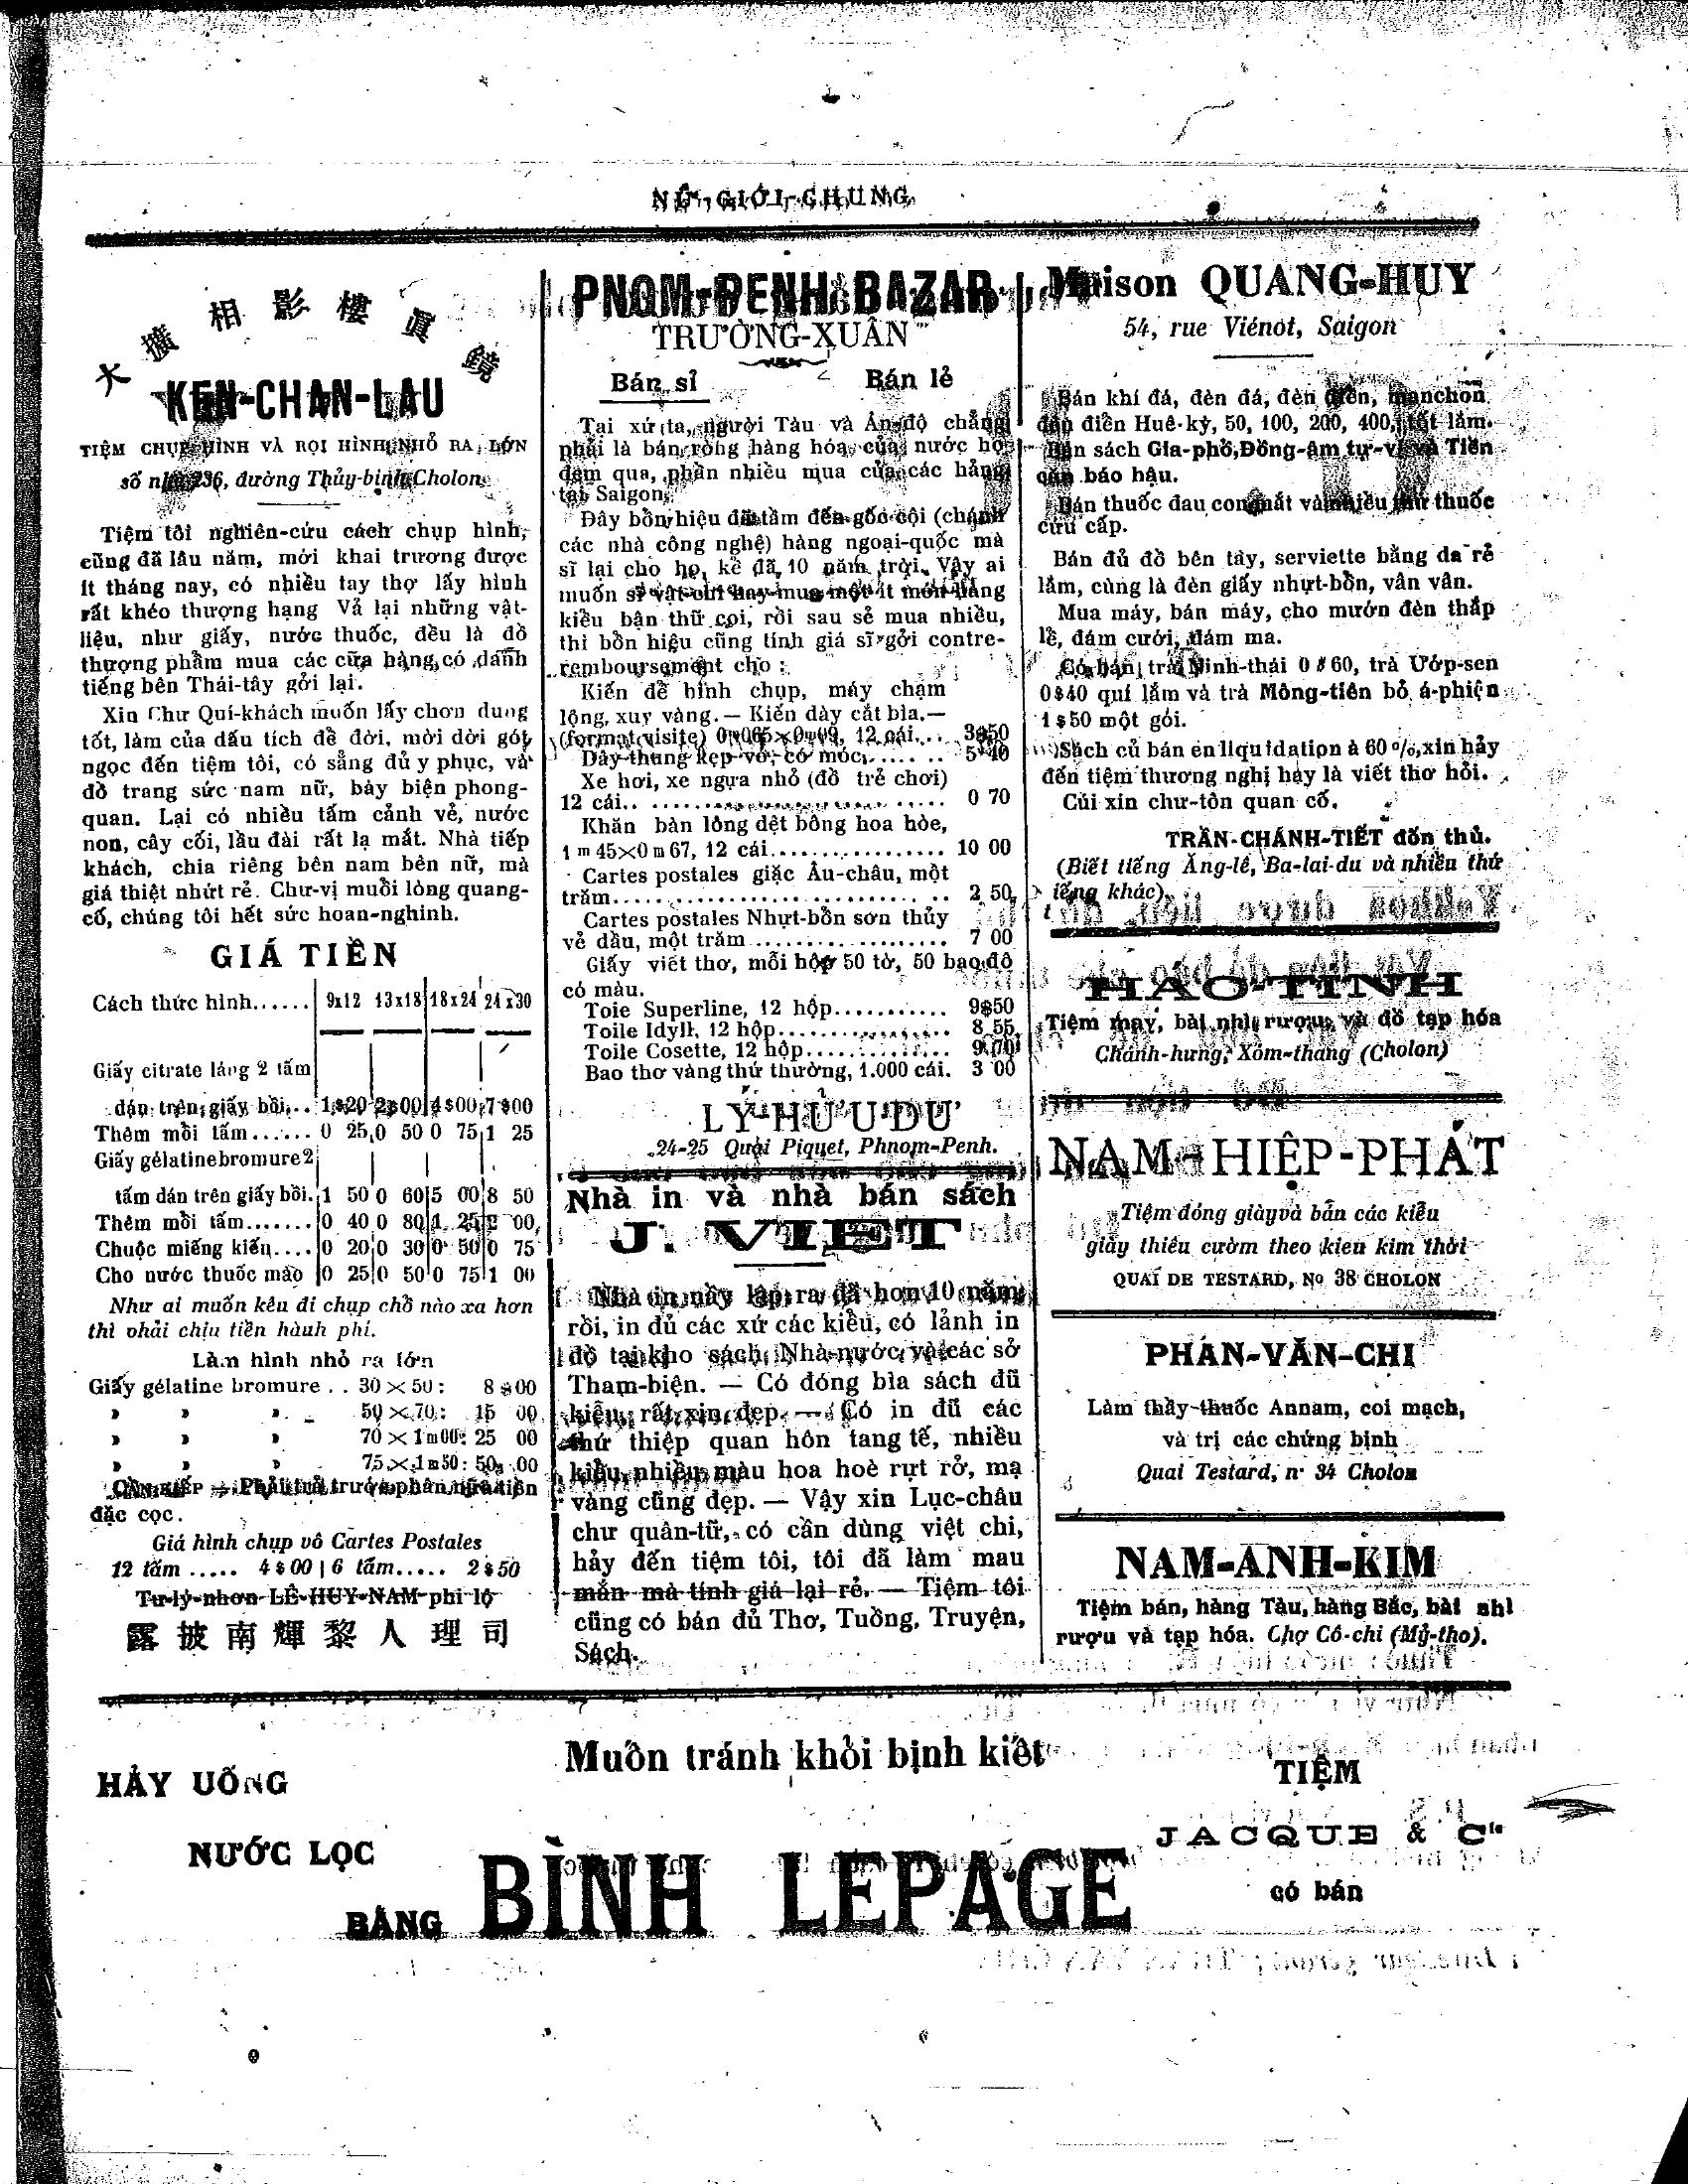 NỮ-GIỚI-CHUNG
大擴相影樓眞鏡
KEN-CHAN-LAU
TIỆM CHỤP HÌNH VÀ RỌI HÌNH NHỎ RA LỚN
số nhà 236, đường Thủy-binh Cholon
Tiệm tôi nghiên-cứu cách chụp hình,
cũng đã lâu năm, mới khai trương được
ít tháng nay, có nhiều tay thợ lấy hình
rất khéo thượng hạng Vả lại những vật-
liệu, như giấy, nước thuốc, đều là đồ
thượng phẩm mua các cửa hàng có danh
tiếng bên Thái-tây gởi lại.
Xin Chư Quí-khách muốn lấy chơn dung
tốt, làm của dấu tích để đời, mời dời gót
ngọc đến tiệm tôi, có sẳng đủ y phục, và
đồ trang sức nam nữ, bày biện phong-
quan. Lại có nhiều tấm cảnh vẻ, nước
non, cây cối, lầu đài rất lạ mắt. Nhà tiếp
khách, chia riêng bên nam bên nữ, mà
giá thiệt nhứt rẻ. Chư-vị muồi lòng quang-
cố, chúng tôi hết sức hoan-nghinh.
GIÁ TIỀN
Cách thức hình...... 9x12 13x18 18x24 24x30
Giấy citrate láng 2 tấm
dán trên giấy bồi... 1$20 2$00 4$00 7$00
Thêm mỗi tấm...... 0 25 0 50 0 75 1 25
Giấy gélatine bromure 2
tấm dán trên giấy bồi. 1 50 0 60 5 00 8 50
Thêm mỗi tấm....... 0 40 0 80 1 25 2 00
Chuộc miếng kiến.... 0 20 0 30 0 50 0 75
Cho nước thuốc mào 0 25 0 50 0 75 1 00
Như ai muốn kêu đi chụp chỗ nào xa hơn
thì phải chịu tiền hành phí.
Làm hình nhỏ ra lớn
Giấy gélatine bromure . . 30 × 50 : 8 $ 00
» » » 50 × 70 : 15 00
» » » 70 × 1m00 : 25 00
» » » 75 × 1m50 : 50 00
CẦN KIẾP — Phải trả trước phân nửa tiền
đặc cọc.
Giá hình chụp vô Cartes Postales
12 tấm ..... 4$00 | 6 tấm..... 2$50
Tư-lý-nhơn LÊ-HUY-NAM phi lộ
露披南輝黎人理司
PNOM-PENH BAZAR
TRƯỜNG-XUÂN
Bán sỉ Bán lẻ
Tại xứ ta, người Tàu và Ấn-độ chẳng
phải là bán ròng hàng hóa của nước họ
đem qua, phần nhiều mua của các hảng
tại Saigon.
Đây bổn hiệu đã tầm đến gốc cội (chánh
các nhà công nghệ) hàng ngoại-quốc mà
sĩ lại cho họ, kể đã 10 năm trời. Vậy ai
muốn sĩ vật chi hay mua một ít món hàng
kiểu bận thử coi, rồi sau sẻ mua nhiều,
thì bổn hiệu cũng tính giá sĩ gởi contre-
remboursement cho :
Kiến để hình chụp, máy chạm
lộng, xuy vàng.— Kiến dày cắt bìa.—
(format visite) 0m065×0m09, 12 cái... 3$50
Dây thung kẹp vớ, có móc....... 5 40
Xe hơi, xe ngựa nhỏ (đồ trẻ chơi)
12 cái.. ............ 0 70
Khăn bàn lông dệt bông hoa hòe,
1 m 45×0 m 67, 12 cái................ 10 00
Cartes postales giặc Âu-châu, một
trăm............................ 2 50
Cartes postales Nhựt-bổn sơn thủy
vẻ dầu, một trăm .................. 7 00
Giấy viết thơ, mỗi hộp 50 tờ, 50 bao đò
có màu.
Toie Superline, 12 hộp........... 9$50
Toile Idyll, 12 hộp................ 8 55
Toile Cosette, 12 hộp............. 9 70
Bao thơ vàng thứ thường, 1.000 cái. 3 00
LÝ-HỮU-DƯ
24-25 Quai Piquet, Phnom-Penh.
Nhà in và nhà bán sách
J. VIET
Nhà in nầy lập ra đã hơn 10 năm
rồi, in đủ các xứ các kiểu, có lảnh in
đồ tại kho sách Nhà-nước và các sở
Tham-biện. — Có đóng bìa sách đũ
kiểu, rất xin đẹp. — Có in đũ các
thứ thiệp quan hôn tang tế, nhiều
kiểu, nhiều màu hoa hoè rựt rở, mạ
vàng cũng đẹp. — Vậy xin Lục-châu
chư quân-tử, có cần dùng việt chi,
hảy đến tiệm tôi, tôi đã làm mau
mắn mà tính giá lại rẻ. — Tiệm tôi
cũng có bán đủ Thơ, Tuồng, Truyện,
Sách.
Maison QUANG-HUY
54, rue Viénot, Saigon
Bán khí đá, đèn đá, đèn điển, manchon
dập điển Huê-kỳ, 50, 100, 200, 400, tốt lắm.
Bán sách Gia-phổ, Đồng-âm tự-vị và Tiền
căn báo hậu.
Bán thuốc đau con mắt và nhiều thứ thuốc
cứu cấp.
Bán đủ đồ bên tây, serviette bằng da rẻ
lắm, cùng là đèn giấy nhựt-bổn, vân vân.
Mua máy, bán máy, cho mướn đèn thắp
lễ, đám cưới, đám ma.
Có bán trà Ninh-thái 0$60, trà Ướp-sen
0$40 quí lắm và trà Mông-tiên bỏ á-phiện
1$50 một gói.
Sách củ bán en liquidation à 60 %, xin hảy
đến tiệm thương nghị hay là viết thơ hỏi.
Cúi xin chư-tôn quan cố.
TRẦN-CHÁNH-TIẾT đốn thủ.
(Biết tiếng Ăng-lê, Ba-lai-du và nhiều thứ
tiếng khác).
HÁO-TINH
Tiệm may, bài nhì rượu, và đồ tạp hóa
Chánh-hưng, Xóm-thang (Cholon)
NAM-HIỆP-PHÁT
Tiệm đóng giày và bán các kiểu
giày thiêu cườm theo kiểu kim thời
QUAI DE TESTARD, No 38 CHOLON
PHAN-VĂN-CHI
Làm thầy-thuốc Annam, coi mạch,
và trị các chứng bịnh
Quai Testard, n° 34 Cholon
NAM-ANH-KIM
Tiệm bán, hàng Tàu, hàng Bắc, bài nhì
rượu và tạp hóa. Chợ Cô-chi (Mỹ-tho).
Muốn tránh khỏi bịnh kiết
HẢY UỐNG
NƯỚC LỌC
BẰNG BÌNH LEPAGE
TIỆM
JACQUE & Cie
có bán